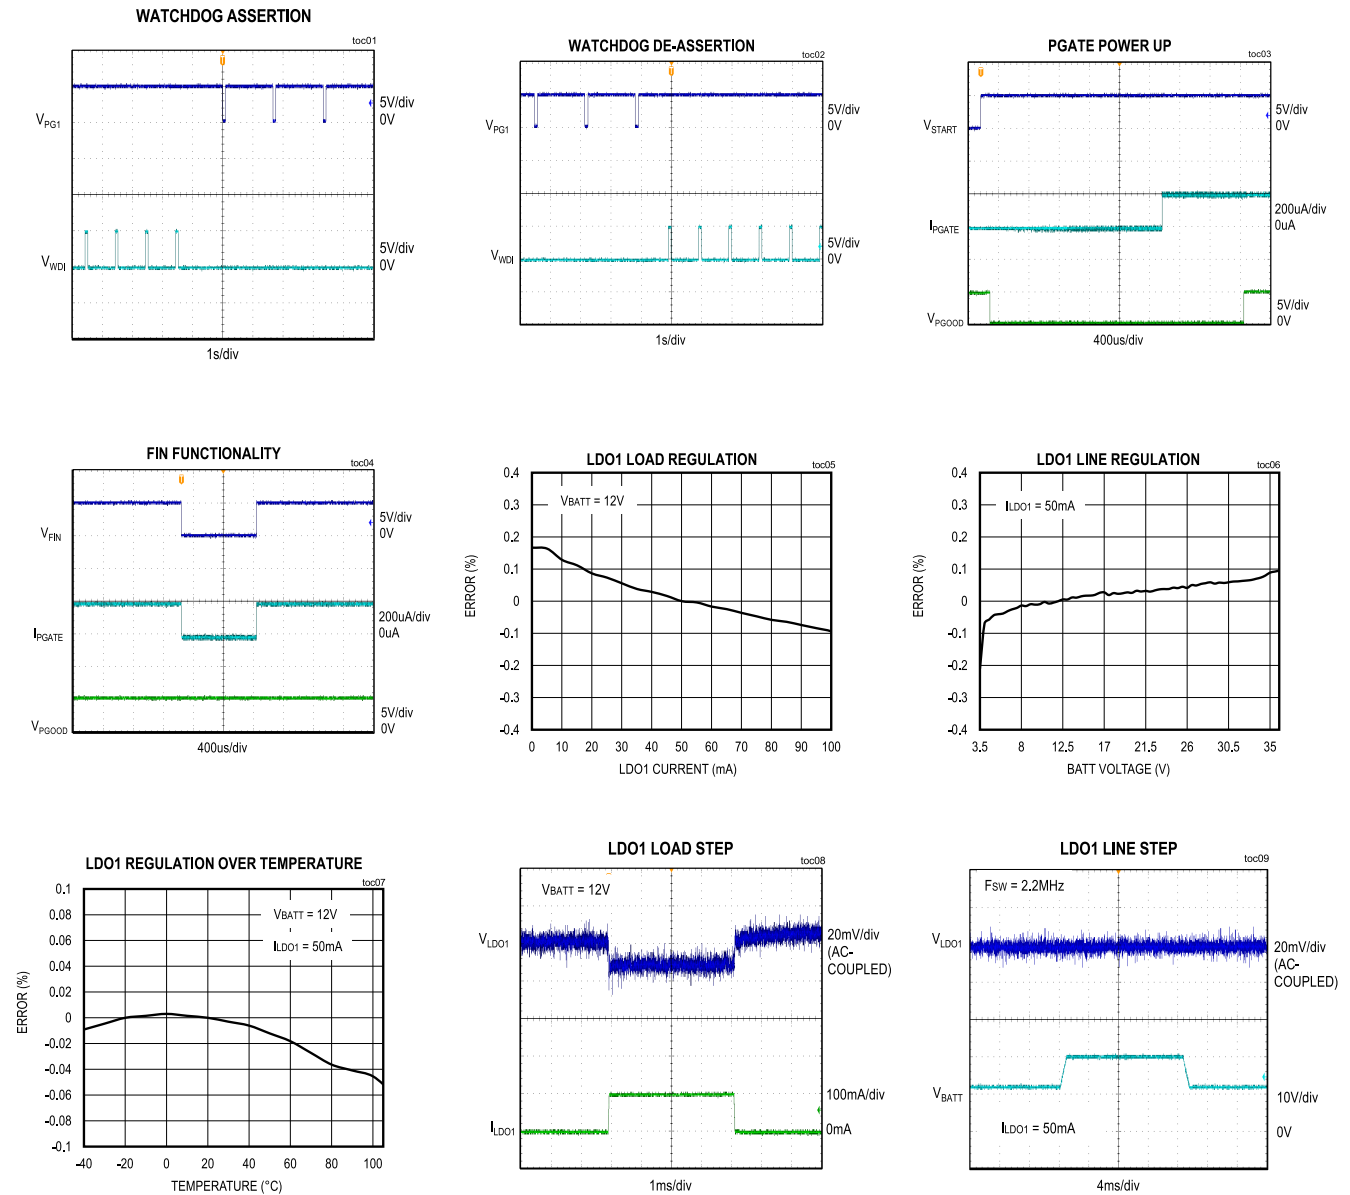 WATCHDOG ASSERTION
toc01
5V/div
0V
VPG1
5V/div
0V
VWDI
1s/div
WATCHDOG DE-ASSERTION
toc02
5V/div
0V
VPG1
5V/div
0V
VWDI
1s/div
PGATE POWER UP
toc03
5V/div
0V
VSTART
200uA/div
0uA
IPGATE
5V/div
0V
VPGOOD
400us/div
FIN FUNCTIONALITY
toc04
5V/div
0V
VFIN
200uA/div
0uA
IPGATE
5V/div
0V
VPGOOD
400us/div
LDO1 LOAD REGULATION
toc05
VBATT = 12V
ERROR (%)
0.4
0.3
0.2
0.1
0
-0.1
-0.2
-0.3
-0.4
0 10 20 30 40 50 60 70 80 90 100
LDO1 CURRENT (mA)
LDO1 LINE REGULATION
toc06
ILDO1 = 50mA
ERROR (%)
0.4
0.3
0.2
0.1
0
-0.1
-0.2
-0.3
-0.4
3.5 8 12.5 17 21.5 26 30.5 35
BATT VOLTAGE (V)
LDO1 REGULATION OVER TEMPERATURE
toc07
VBATT = 12V
ILDO1 = 50mA
ERROR (%)
0.1
0.08
0.06
0.04
0.02
0
-0.02
-0.04
-0.06
-0.08
-0.1
-40 -20 0 20 40 60 80 100
TEMPERATURE (°C)
LDO1 LOAD STEP
toc08
VBATT = 12V
VLDO1
20mV/div
(AC-
COUPLED)
100mA/div
ILDO1
0mA
1ms/div
LDO1 LINE STEP
toc09
FSW = 2.2MHz
VLDO1
20mV/div
(AC-
COUPLED)
VBATT
10V/div
ILDO1 = 50mA
0V
4ms/div